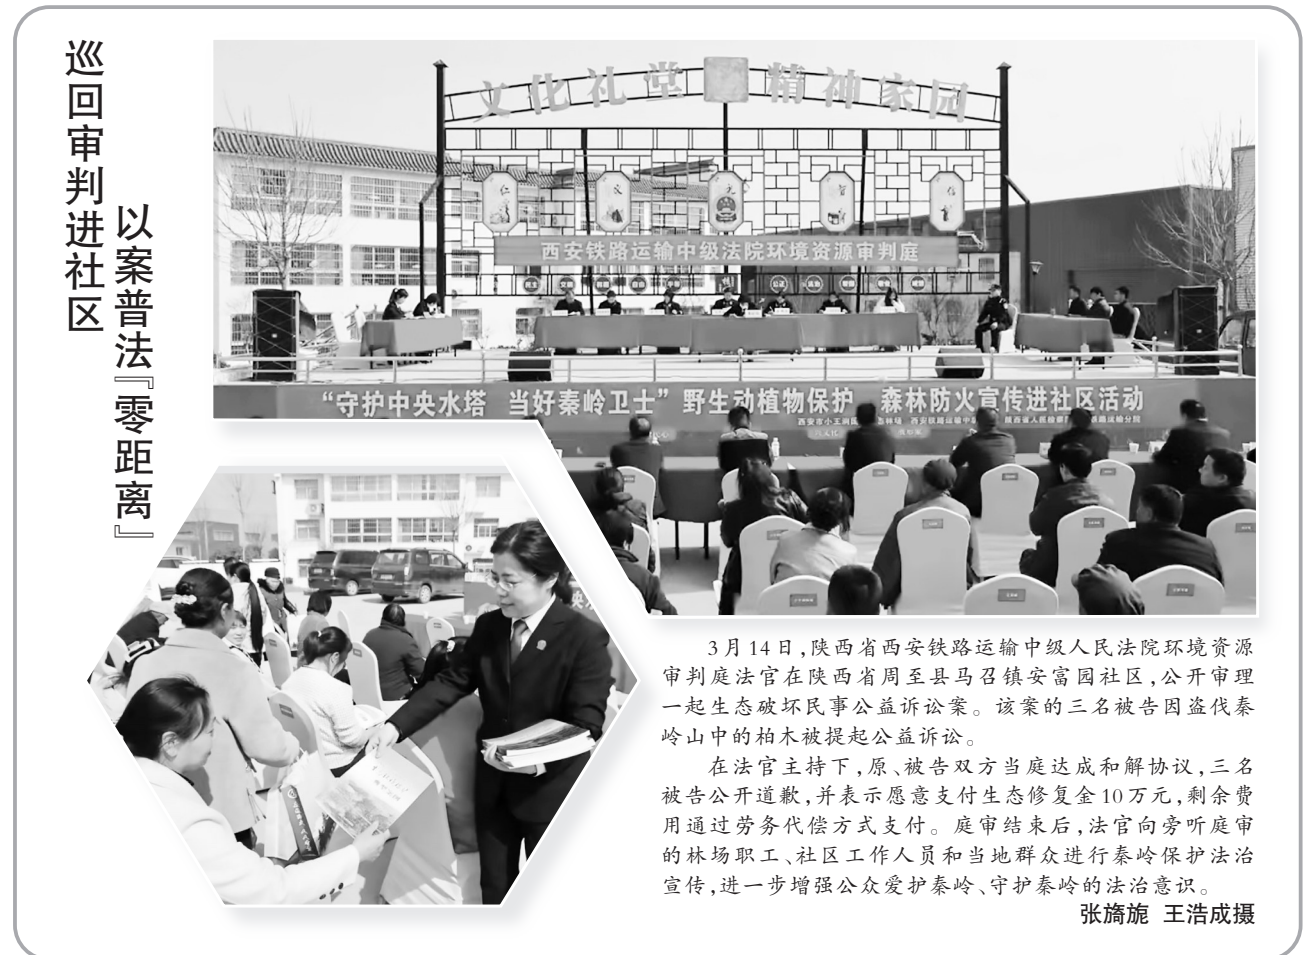 巡回审判进社区
以案普法『零距离』
文化礼堂 精神家园
仁 义 礼 智 信
西安铁路运输中级法院环境资源审判庭
“守护中央水塔 当好秦岭卫士”野生动植物保护 森林防火宣传进社区活动
3月14日,陕西省西安铁路运输中级人民法院环境资源
审判庭法官在陕西省周至县马召镇安富园社区,公开审理
一起生态破坏民事公益诉讼案。该案的三名被告因盗伐秦
岭山中的柏木被提起公益诉讼。
在法官主持下,原、被告双方当庭达成和解协议,三名
被告公开道歉,并表示愿意支付生态修复金10万元,剩余费
用通过劳务代偿方式支付。庭审结束后,法官向旁听庭审
的林场职工、社区工作人员和当地群众进行秦岭保护法治
宣传,进一步增强公众爱护秦岭、守护秦岭的法治意识。
张旖旎 王浩成摄